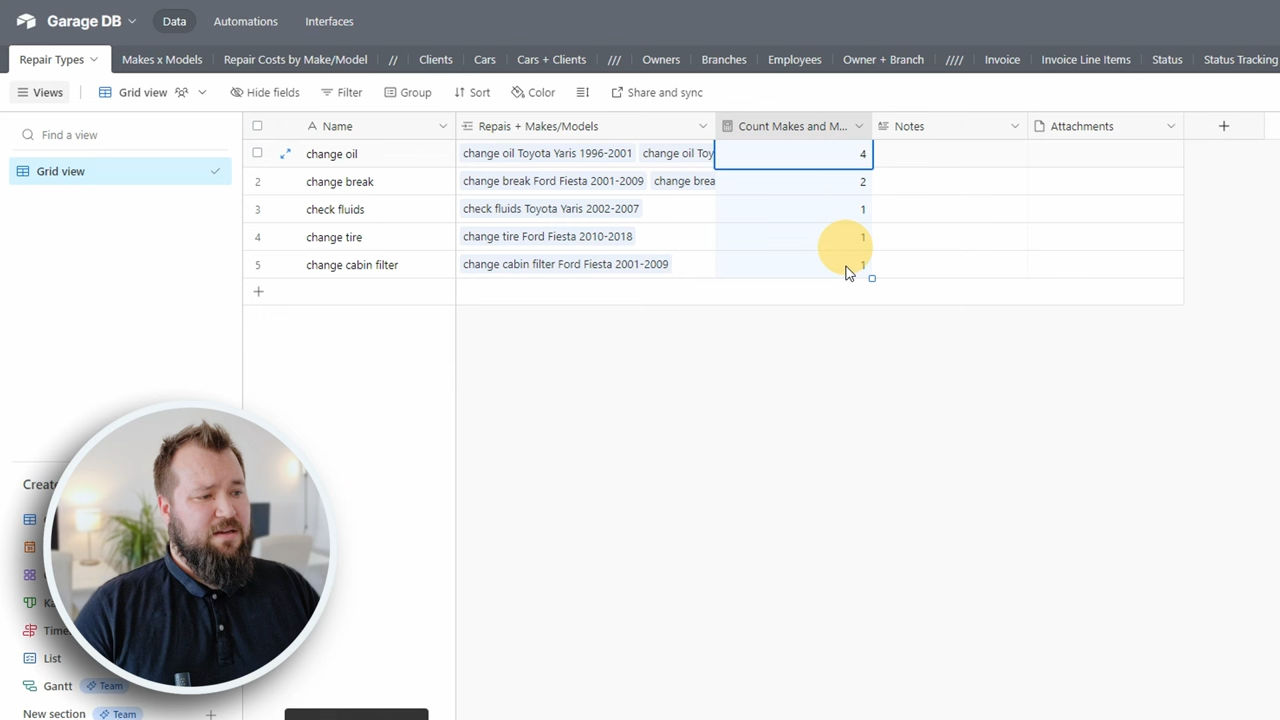 Garage DB Data Automations Interfaces
Repair Types Makes x Models Repair Costs by Make/Model // Clients Cars Cars + Clients /// Owners Branches Employees Owner + Branch //// Invoice Invoice Line Items Status Status Tracking
Views Grid view Hide fields Filter Group Sort Color Share and sync
Find a view
Grid view
Name Repais + Makes/Models Count Makes and M... Notes Attachments +
change oil change oil Toyota Yaris 1996-2001 change oil Toy 4
2 change break change break Ford Fiesta 2001-2009 change brea 2
3 check fluids check fluids Toyota Yaris 2002-2007 1
4 change tire change tire Ford Fiesta 2010-2018 1
5 change cabin filter change cabin filter Ford Fiesta 2001-2009 1
+
Create
Ka
Time
List
Gantt Team
New section Team +